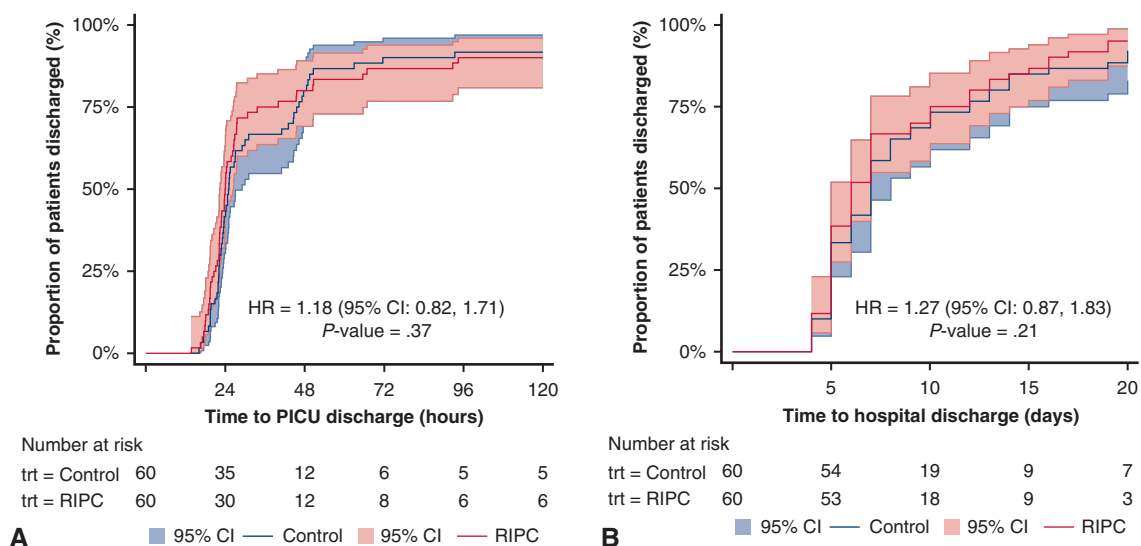 Proportion of patients discharged (%)
100%
75%
50%
25%
0%
HR = 1.18 (95% CI: 0.82, 1.71)
P-value = .37
24 48 72 96 120
Time to PICU discharge (hours)
Number at risk
trt = Control 60 35 12 6 5 5
trt = RIPC 60 30 12 8 6 6
A
95% CI Control 95% CI RIPC
Proportion of patients discharged (%)
100%
75%
50%
25%
0%
HR = 1.27 (95% CI: 0.87, 1.83)
P-value = .21
5 10 15 20
Time to hospital discharge (days)
Number at risk
trt = Control 60 54 19 9 7
trt = RIPC 60 53 18 9 3
B
95% CI Control 95% CI RIPC